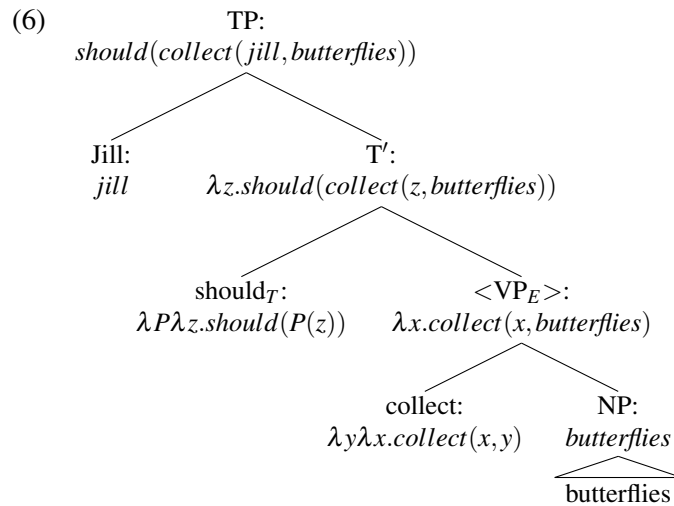 (6) TP:
should(collect(jill,butterflies))
Jill: T′:
jill λz.should(collect(z,butterflies))
should_T: <VP_E>:
λPλz.should(P(z)) λx.collect(x,butterflies)
collect: NP:
λyλx.collect(x,y) butterflies
butterflies